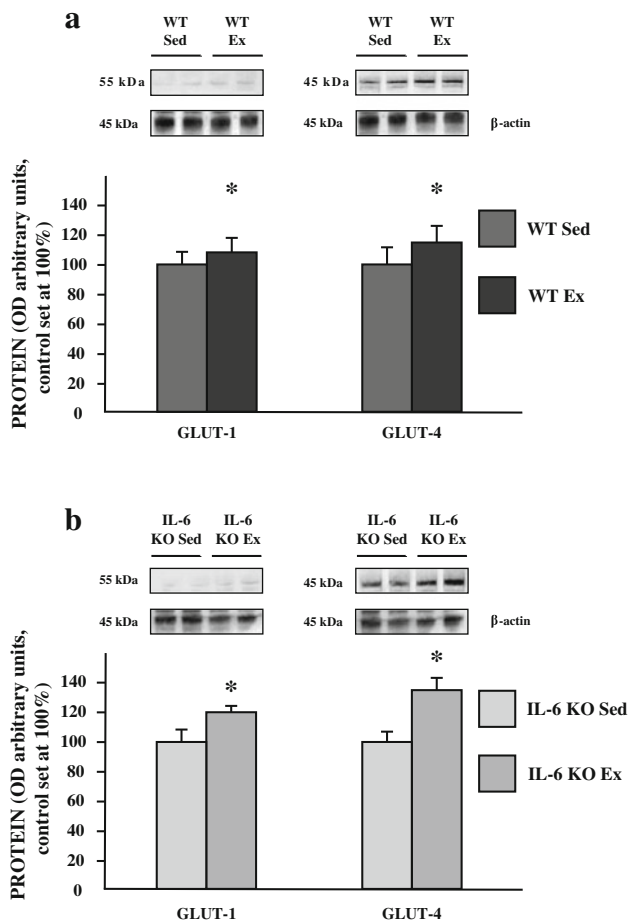 a
WT Sed
WT Ex
WT Sed
WT Ex
55 kDa
45 kDa
45 kDa
45 kDa
β-actin
PROTEIN (OD arbitrary units,
control set at 100%)
140
120
100
80
60
40
20
0
*
*
WT Sed
WT Ex
GLUT-1
GLUT-4
b
IL-6
KO Sed
IL-6
KO Ex
IL-6
KO Sed
IL-6
KO Ex
55 kDa
45 kDa
45 kDa
45 kDa
β-actin
PROTEIN (OD arbitrary units,
control set at 100%)
140
120
100
80
60
40
20
0
*
*
IL-6 KO Sed
IL-6 KO Ex
GLUT-1
GLUT-4